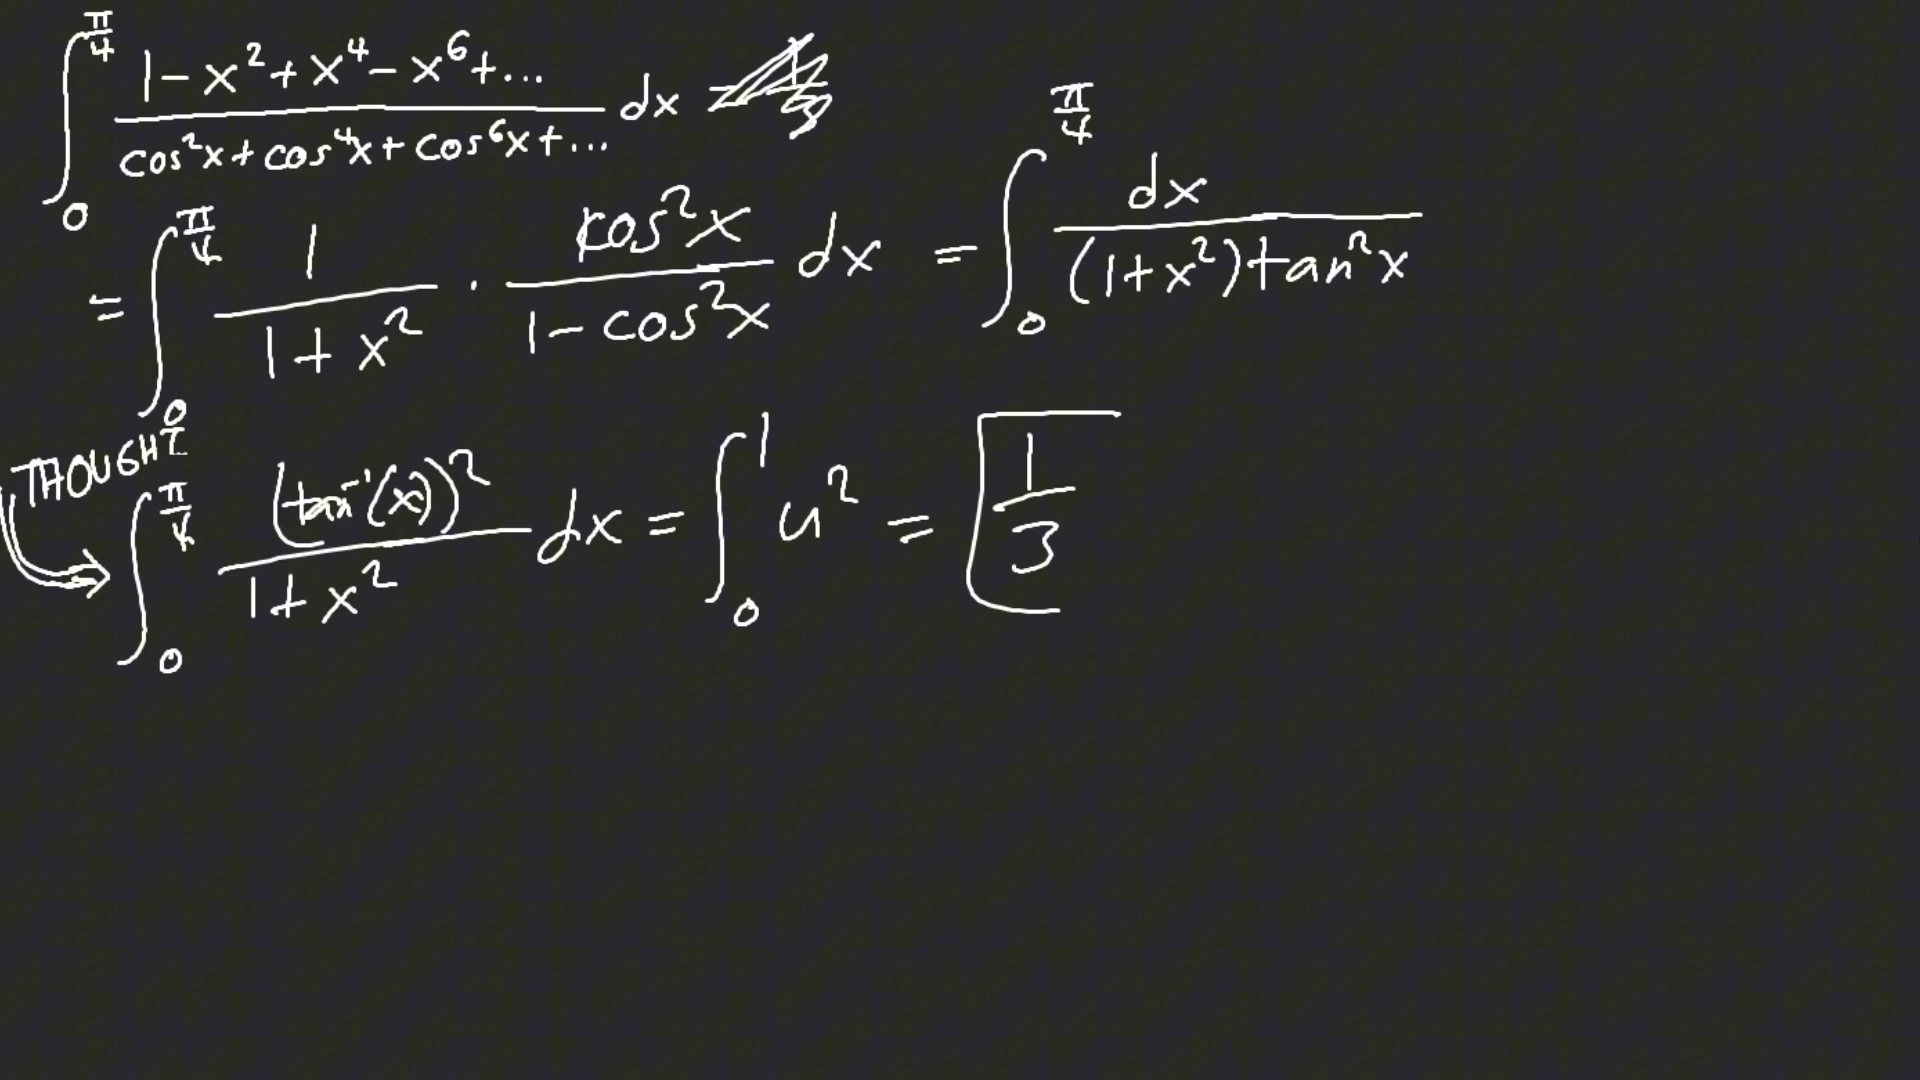 ∫₀^(π/4) (1 - x² + x⁴ - x⁶ + ...)/(cos²x + cos⁴x + cos⁶x + ...) dx
= ∫₀^(π/4) 1/(1 + x²) · cos²x/(1 - cos²x) dx = ∫₀^(π/4) dx/((1 + x²)tan²x)
THOUGHT
∫₀^(π/4) (tan⁻¹(x))²/(1 + x²) dx = ∫₀¹ u² = 1/3